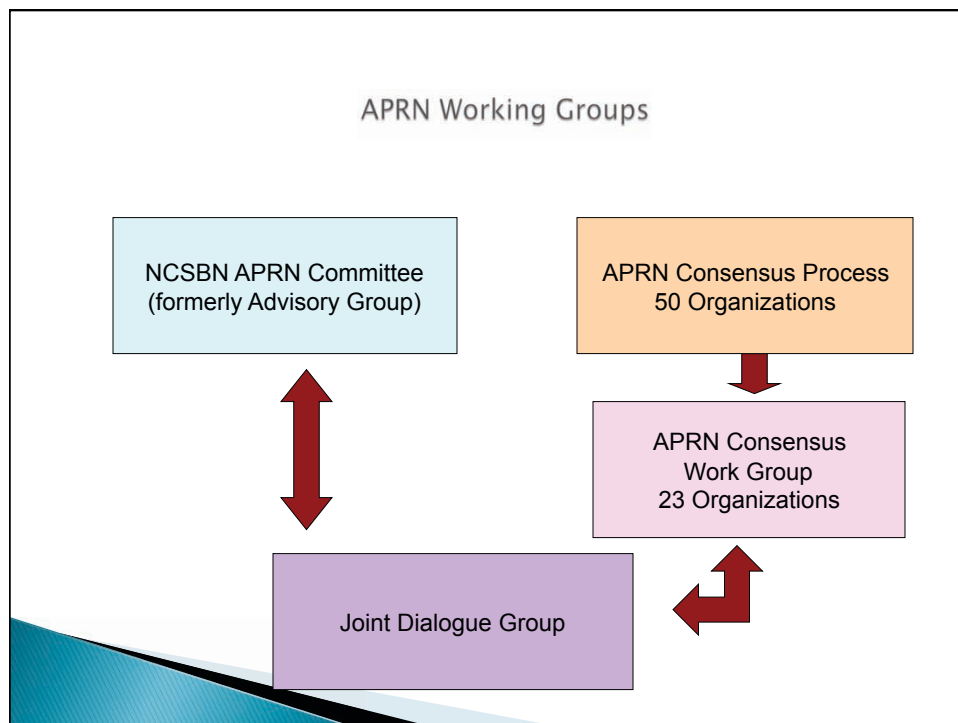 APRN Working Groups
NCSBN APRN Committee
(formerly Advisory Group)
APRN Consensus Process
50 Organizations
APRN Consensus
Work Group
23 Organizations
Joint Dialogue Group